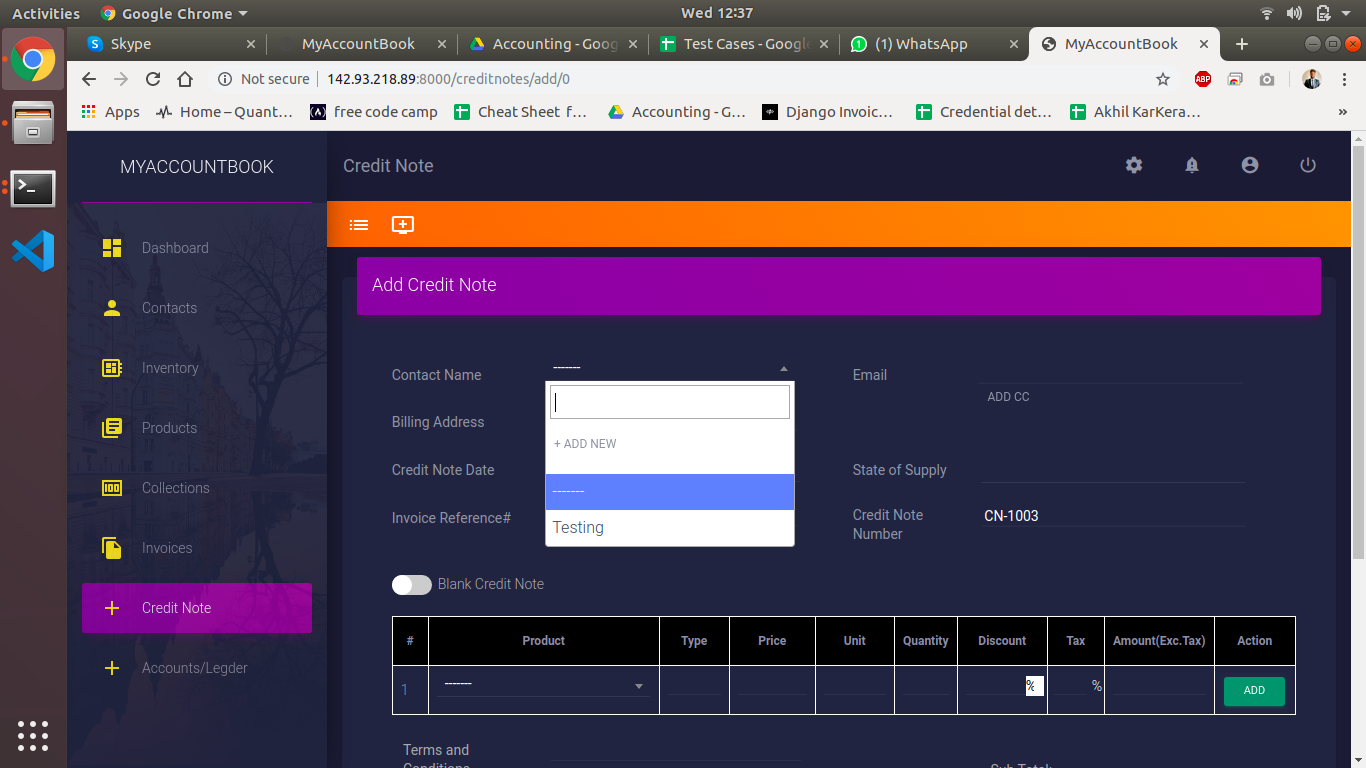 Activities Google Chrome Wed 12:37
Skype MyAccountBook Accounting - Goog Test Cases - Google (1) WhatsApp MyAccountBook
Not secure 142.93.218.89:8000/creditnotes/add/0 ABP
Apps Home – Quant… free code camp Cheat Sheet f… Accounting - G… Django Invoic… Credential det… Akhil KarKera… »
MYACCOUNTBOOK
Credit Note
Dashboard
Contacts
Inventory
Products
Collections
Invoices
Credit Note
Accounts/Legder
Add Credit Note
Contact Name -------
Email
ADD CC
Billing Address
+ ADD NEW
Credit Note Date
State of Supply
-------
Invoice Reference#
Testing
Credit Note
Number
CN-1003
Blank Credit Note
# Product Type Price Unit Quantity Discount Tax Amount(Exc.Tax) Action
1 ------- % % ADD
Terms and
Conditions
Sub Total: